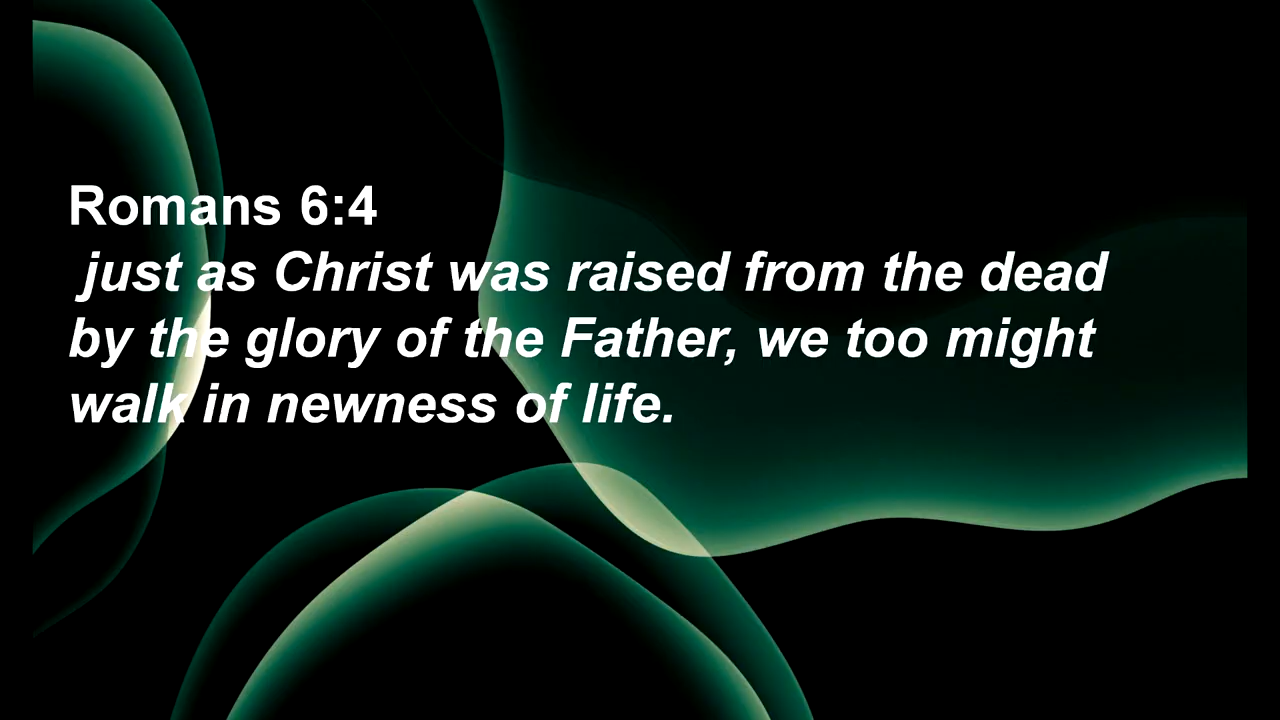 Romans 6:4
just as Christ was raised from the dead
by the glory of the Father, we too might
walk in newness of life.